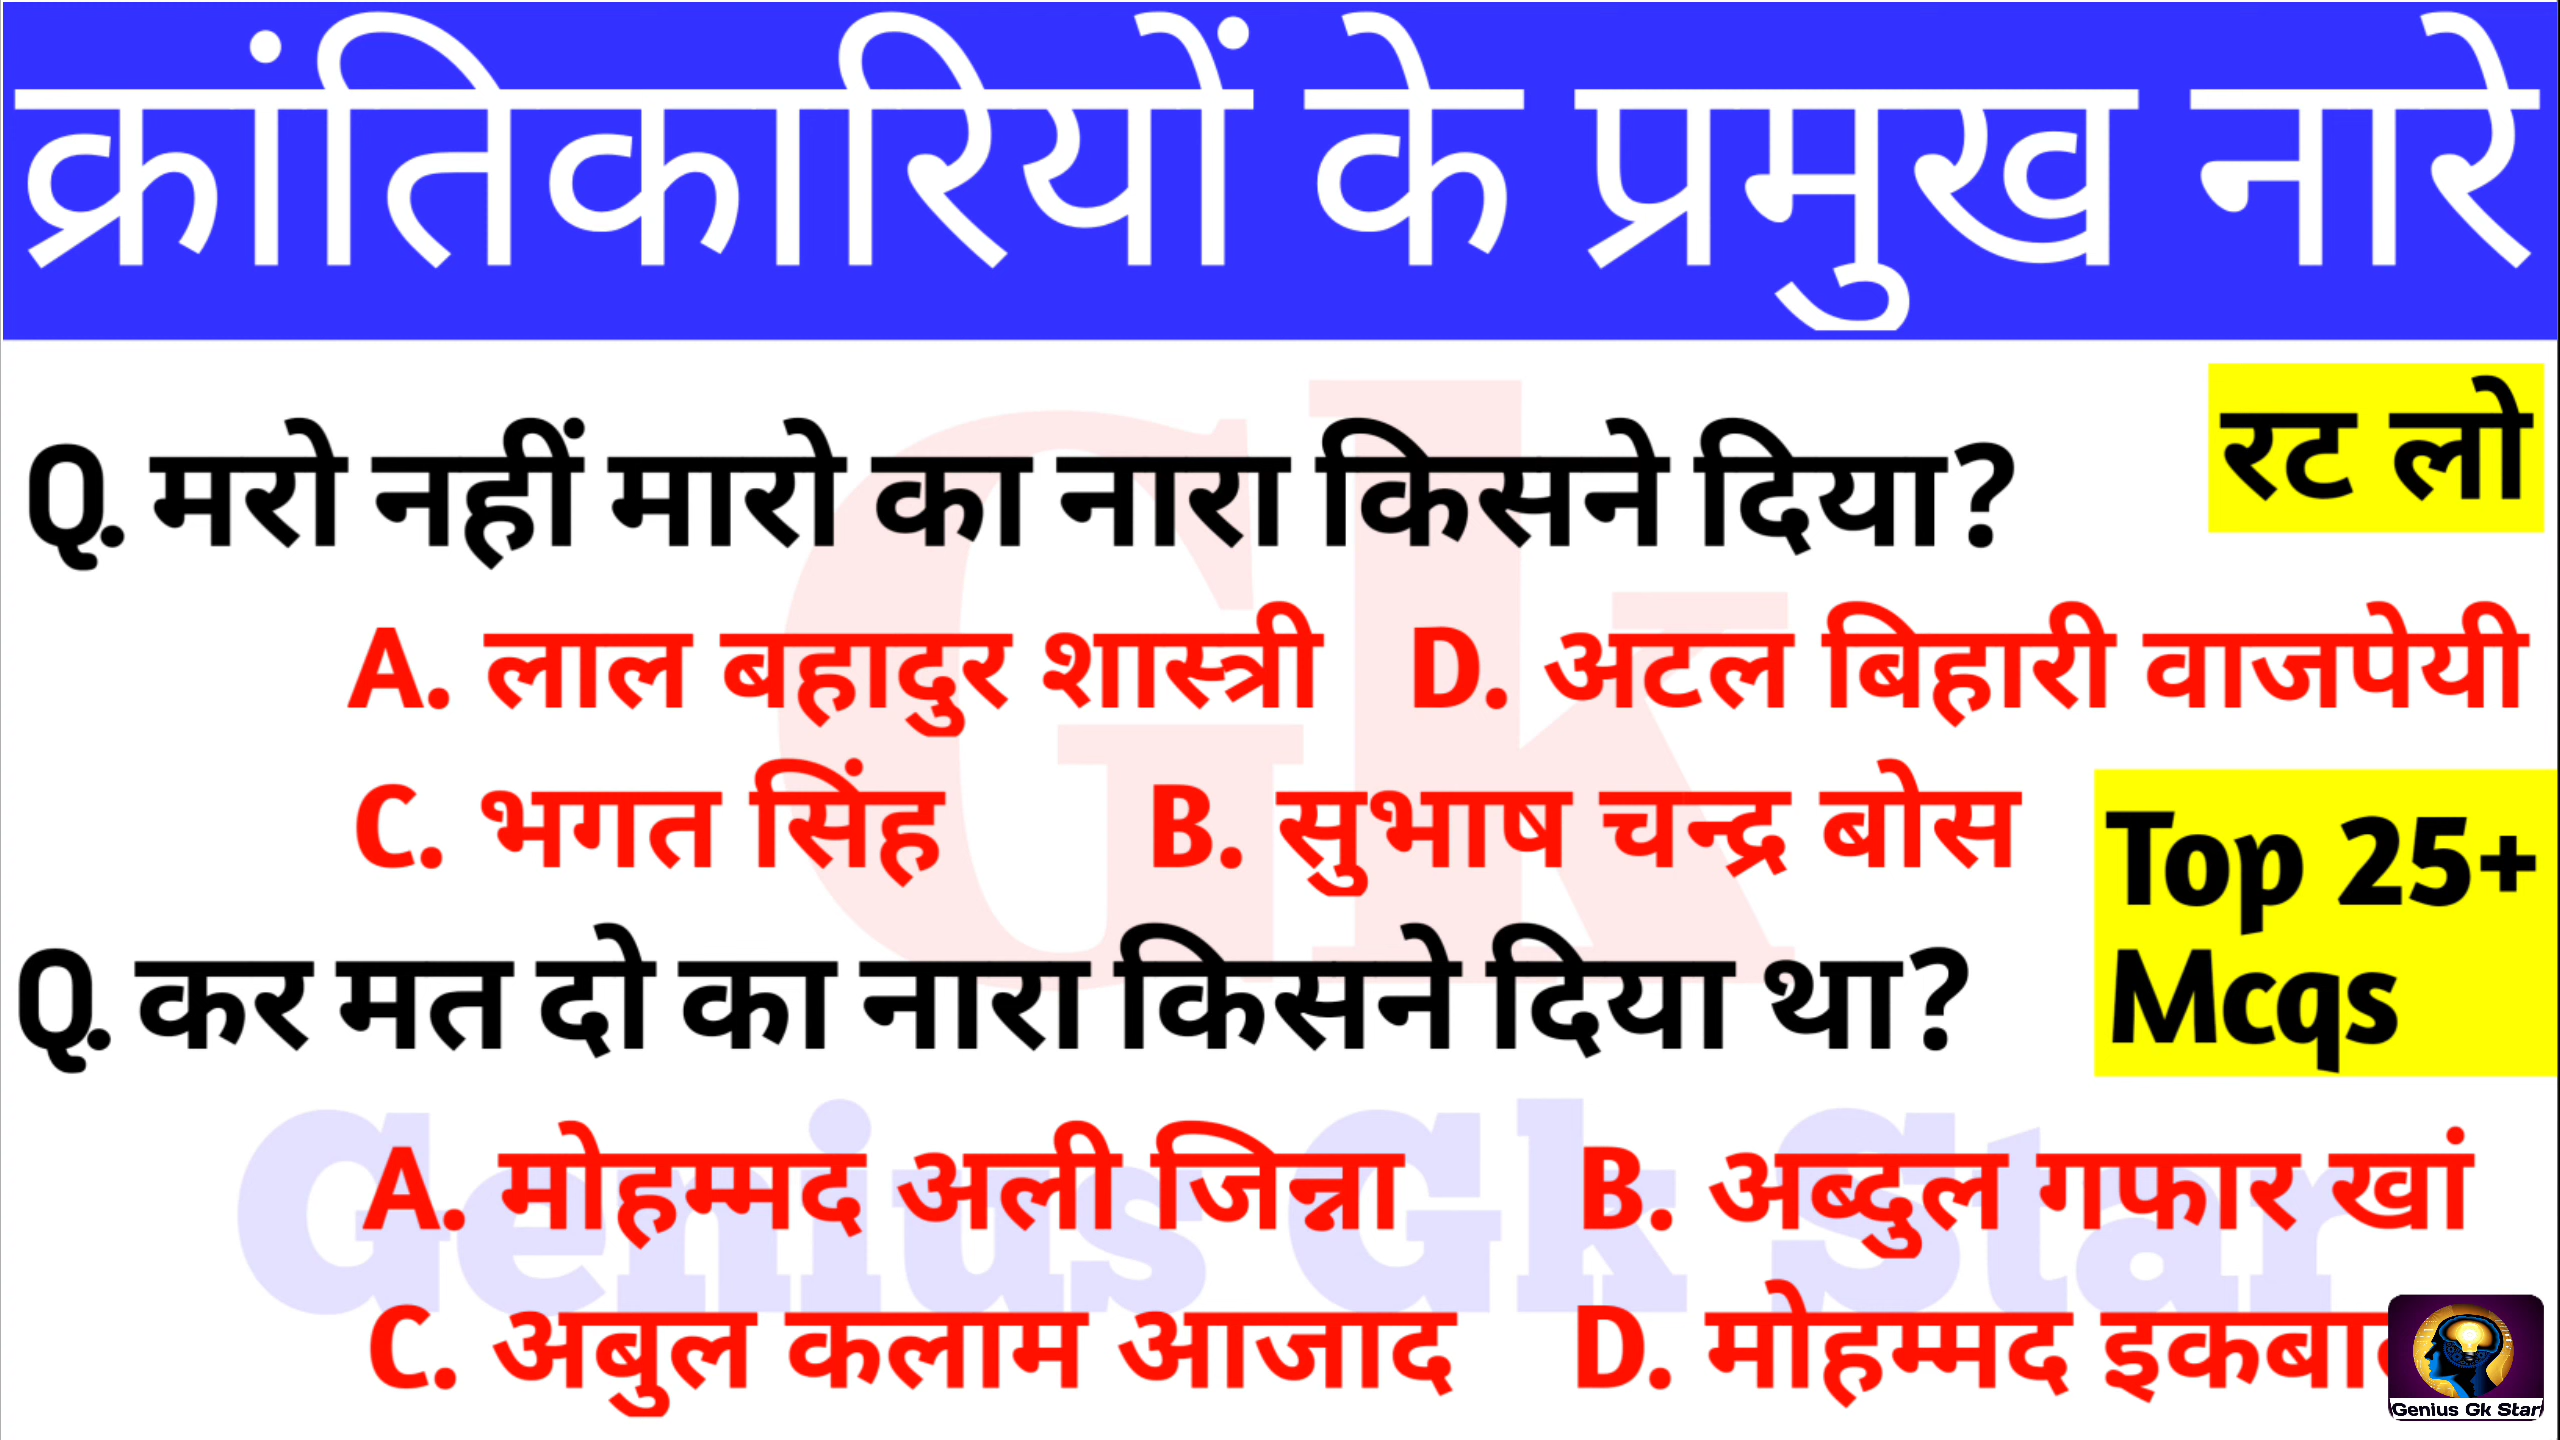 क्रांतिकारियों के प्रमुख नारे
रट लो
Q. मरो नहीं मारो का नारा किसने दिया?
A. लाल बहादुर शास्त्री D. अटल बिहारी वाजपेयी
C. भगत सिंह B. सुभाष चन्द्र बोस
Top 25+
Mcqs
Q. कर मत दो का नारा किसने दिया था?
A. मोहम्मद अली जिन्ना B. अब्दुल गफार खां
C. अबुल कलाम आजाद D. मोहम्मद
Gk
Genius Gk Star
Genius Gk Star